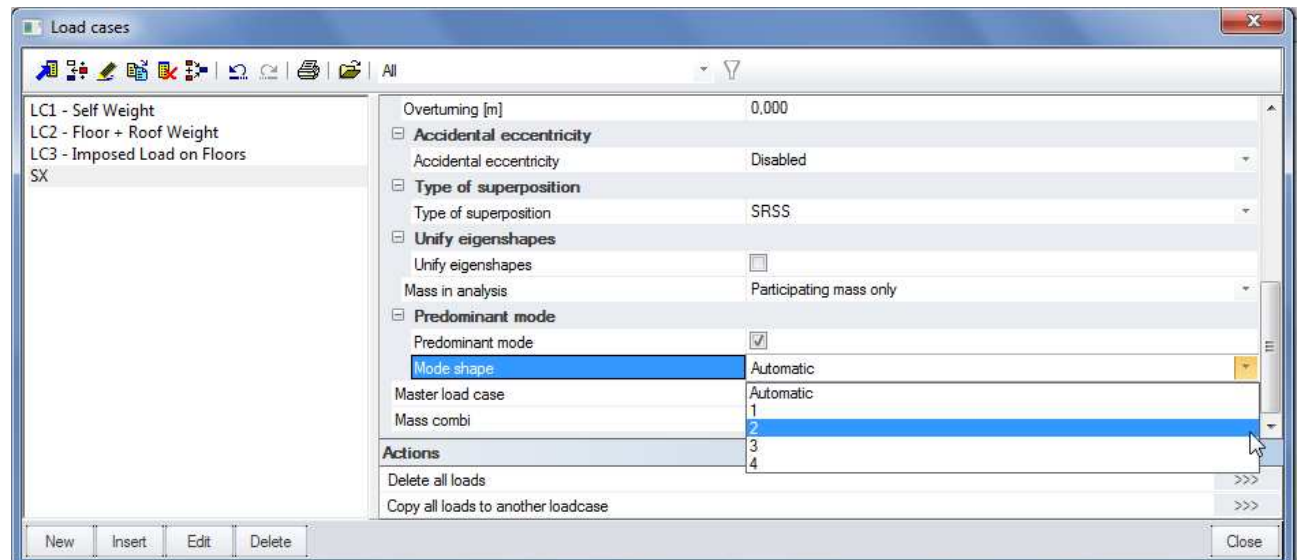 Load cases
All
LC1 - Self Weight
LC2 - Floor + Roof Weight
LC3 - Imposed Load on Floors
SX
Overturning [m] 0,000
Accidental eccentricity
Accidental eccentricity Disabled
Type of superposition
Type of superposition SRSS
Unify eigenshapes
Unify eigenshapes
Mass in analysis Participating mass only
Predominant mode
Predominant mode
Mode shape Automatic
Master load case
Mass combi
Automatic
1
2
3
4
Actions
Delete all loads >>>
Copy all loads to another loadcase >>>
New Insert Edit Delete Close